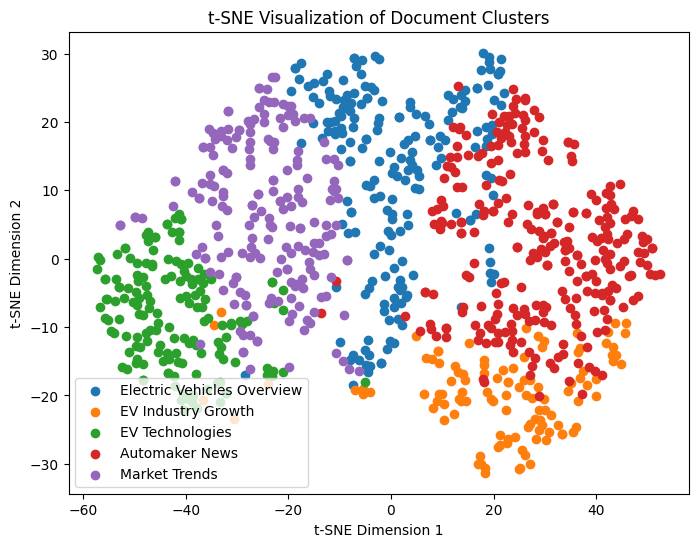 t-SNE Visualization of Document Clusters
30
20
10
0
−10
−20
−30
t-SNE Dimension 2
Electric Vehicles Overview
EV Industry Growth
EV Technologies
Automaker News
Market Trends
−60 −40 −20 0 20 40
t-SNE Dimension 1